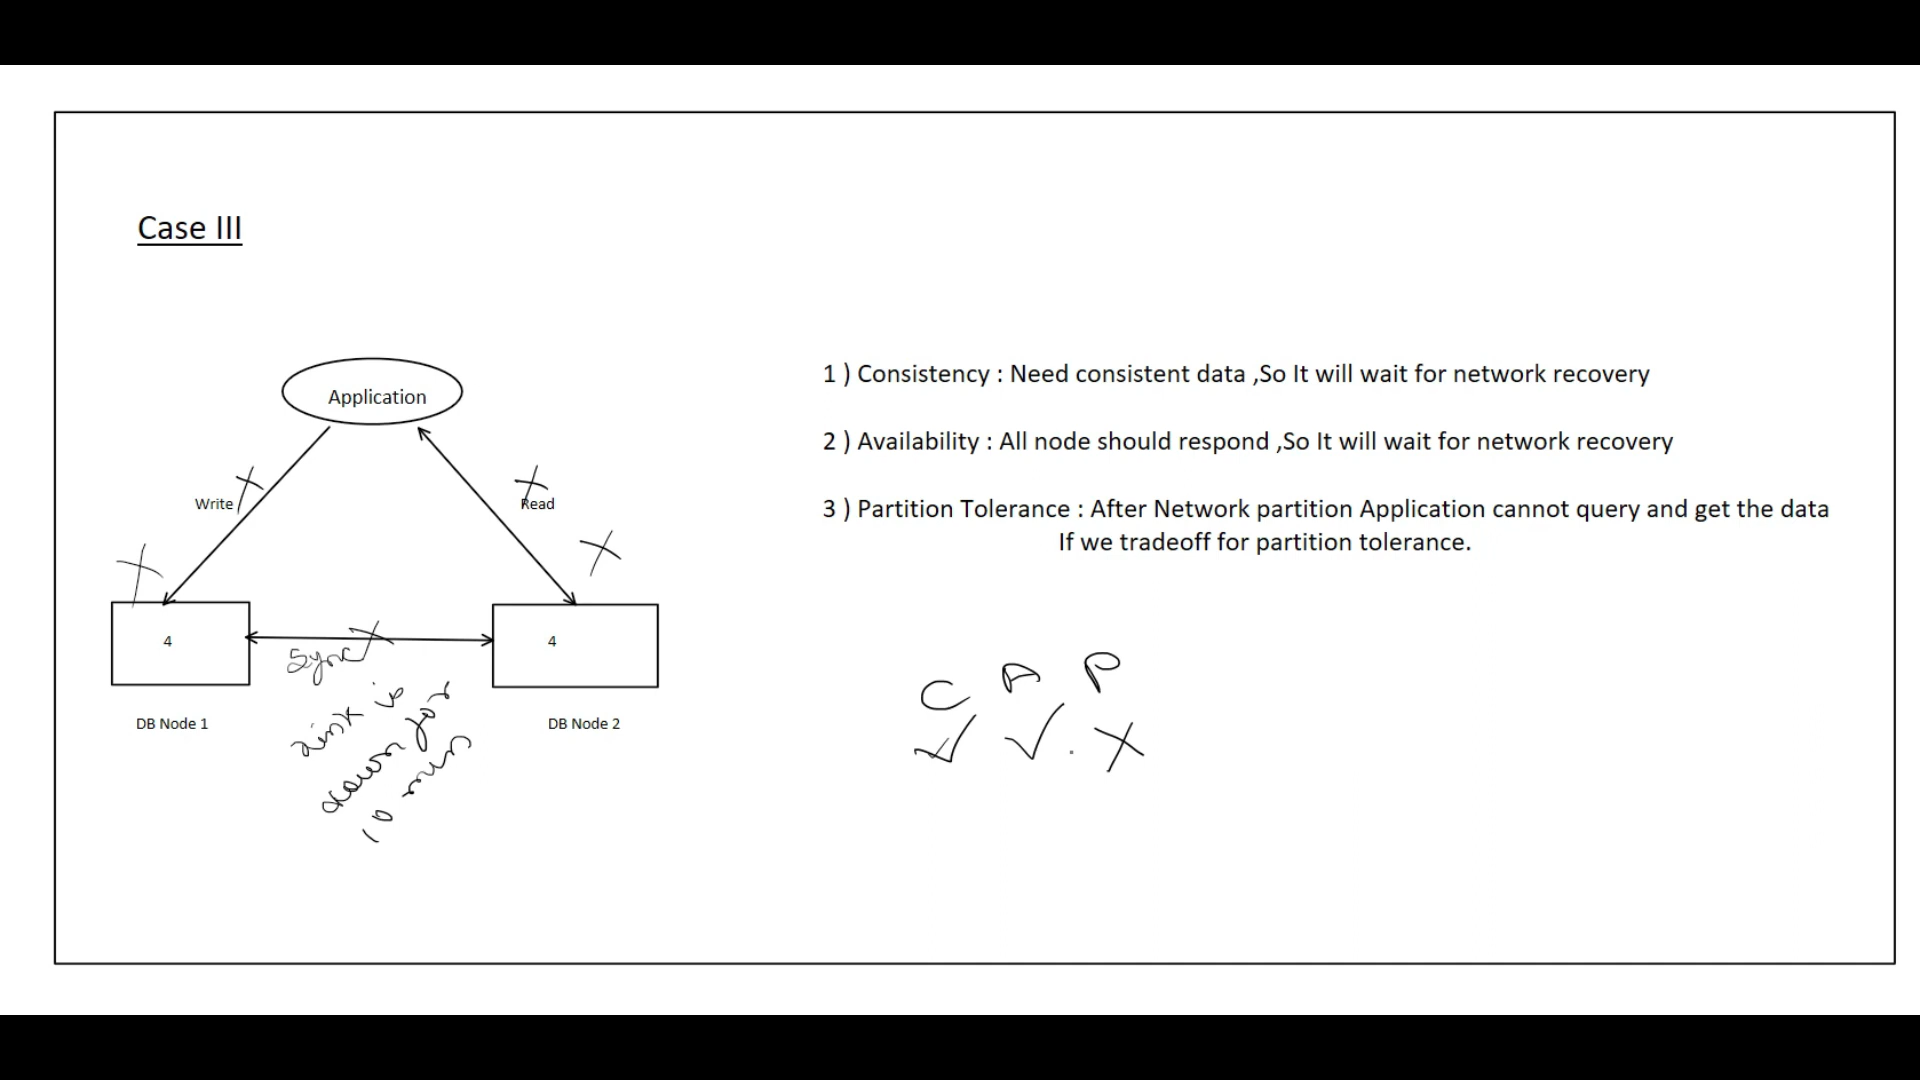 Case III
Application
1 ) Consistency : Need consistent data ,So It will wait for network recovery
2 ) Availability : All node should respond ,So It will wait for network recovery
Write
Read
3 ) Partition Tolerance : After Network partition Application cannot query and get the data
If we tradeoff for partition tolerance.
4
4
Sync
C A P
DB Node 1
DB Node 2
link is
down for
10 min